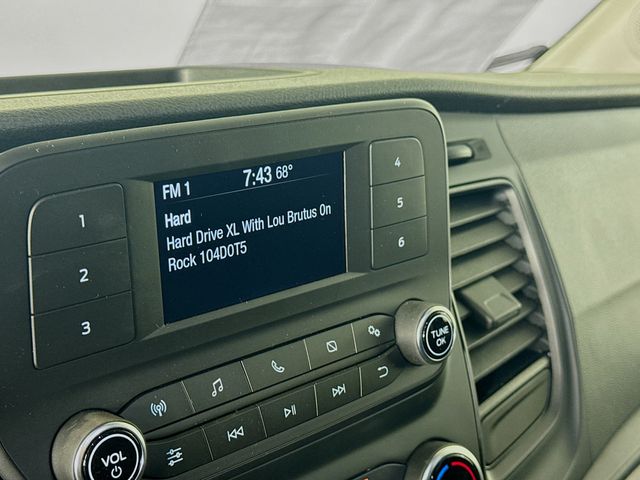 FM 1
7:43 68°
Hard
Hard Drive XL With Lou Brutus On
Rock 104DOT5
1
2
3
4
5
6
TUNE
OK
VOL